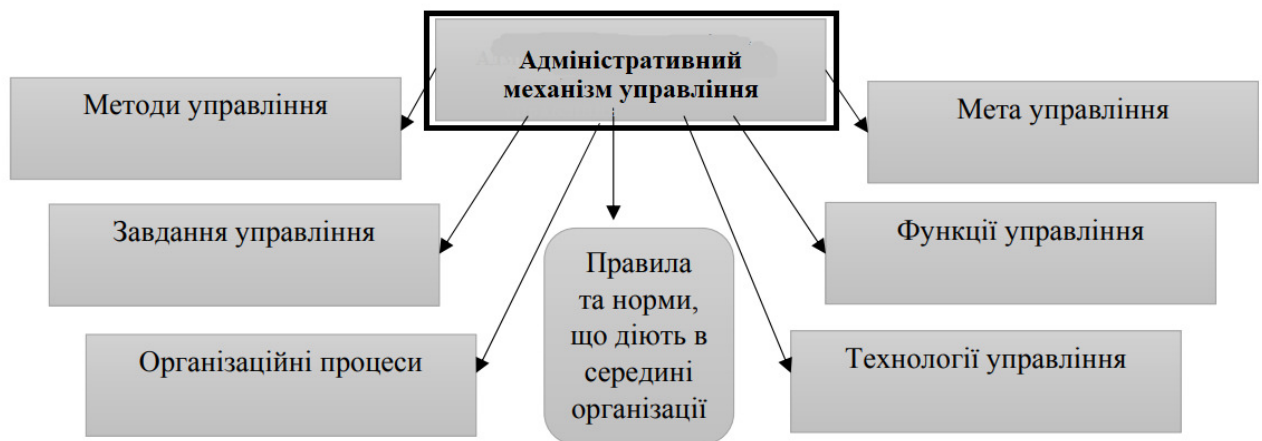 Адміністративний
механізм управління
Методи управління
Мета управління
Завдання управління
Функції управління
Правила
та норми,
що діють в
середині
організації
Організаційні процеси
Технології управління